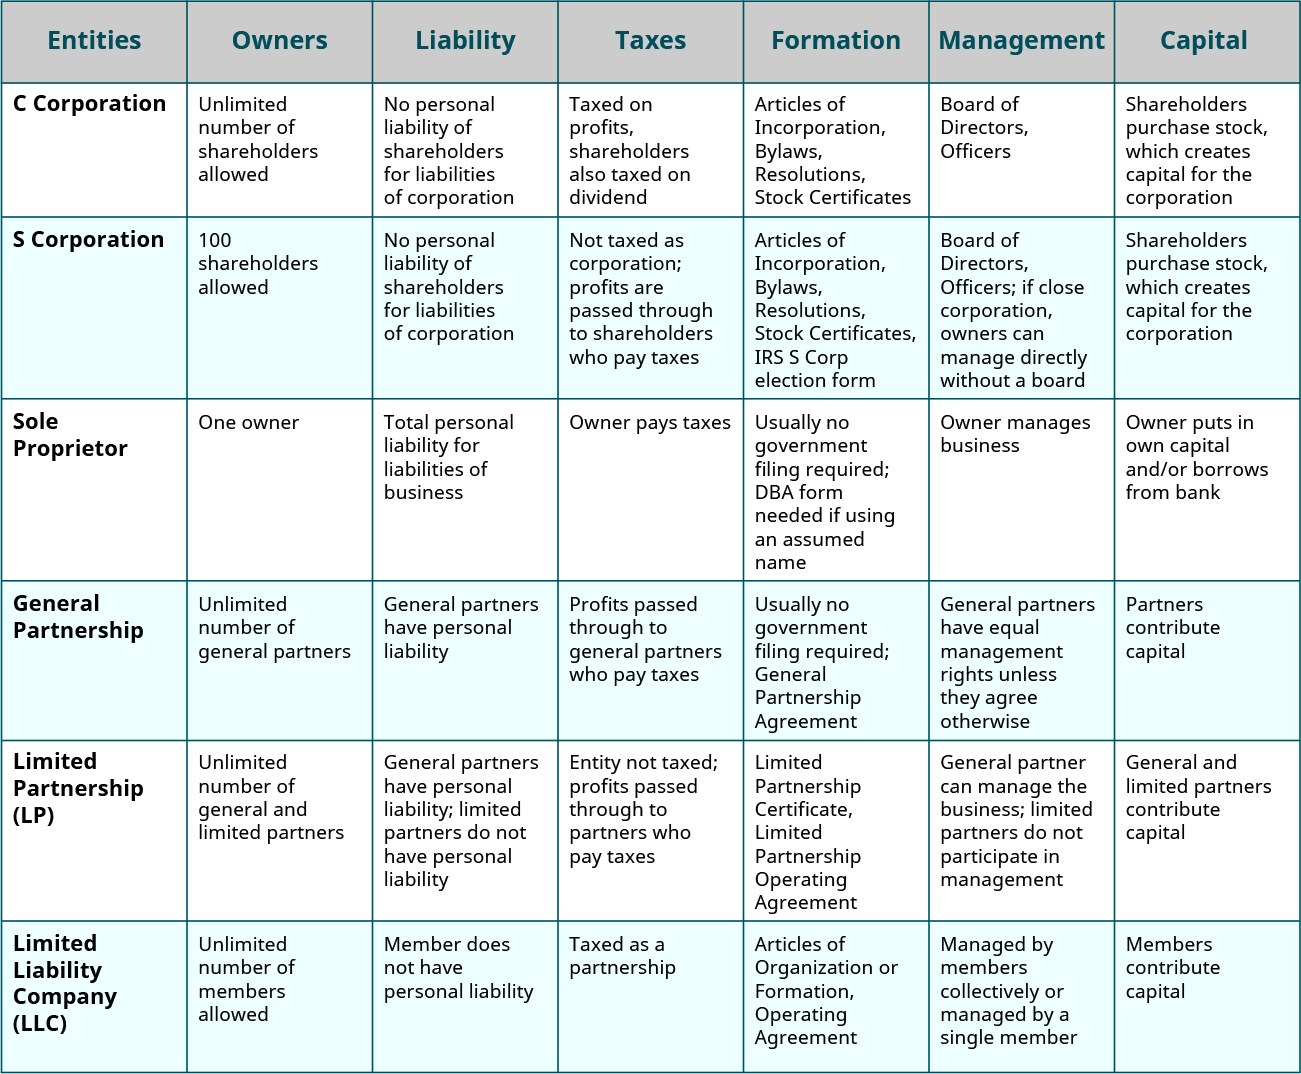 Entities
Owners
Liability
Taxes
Formation
Management
Capital
C Corporation
Unlimited
number of
shareholders
allowed
No personal
liability of
shareholders
for liabilities
of corporation
Taxed on
profits,
shareholders
also taxed on
dividend
Articles of
Incorporation,
Bylaws,
Resolutions,
Stock Certificates
Board of
Directors,
Officers
Shareholders
purchase stock,
which creates
capital for the
corporation
S Corporation
100
shareholders
allowed
No personal
liability of
shareholders
for liabilities
of corporation
Not taxed as
corporation;
profits are
passed through
to shareholders
who pay taxes
Articles of
Incorporation,
Bylaws,
Resolutions,
Stock Certificates,
IRS S Corp
election form
Board of
Directors,
Officers; if close
corporation,
owners can
manage directly
without a board
Shareholders
purchase stock,
which creates
capital for the
corporation
Sole
Proprietor
One owner
Total personal
liability for
liabilities of
business
Owner pays taxes
Usually no
government
filing required;
DBA form
needed if using
an assumed
name
Owner manages
business
Owner puts in
own capital
and/or borrows
from bank
General
Partnership
Unlimited
number of
general partners
General partners
have personal
liability
Profits passed
through to
general partners
who pay taxes
Usually no
government
filing required;
General
Partnership
Agreement
General partners
have equal
management
rights unless
they agree
otherwise
Partners
contribute
capital
Limited
Partnership
(LP)
Unlimited
number of
general and
limited partners
General partners
have personal
liability; limited
partners do not
have personal
liability
Entity not taxed;
profits passed
through to
partners who
pay taxes
Limited
Partnership
Certificate,
Limited
Partnership
Operating
Agreement
General partner
can manage the
business; limited
partners do not
participate in
management
General and
limited partners
contribute
capital
Limited
Liability
Company
(LLC)
Unlimited
number of
members
allowed
Member does
not have
personal liability
Taxed as a
partnership
Articles of
Organization or
Formation,
Operating
Agreement
Managed by
members
collectively or
managed by a
single member
Members
contribute
capital